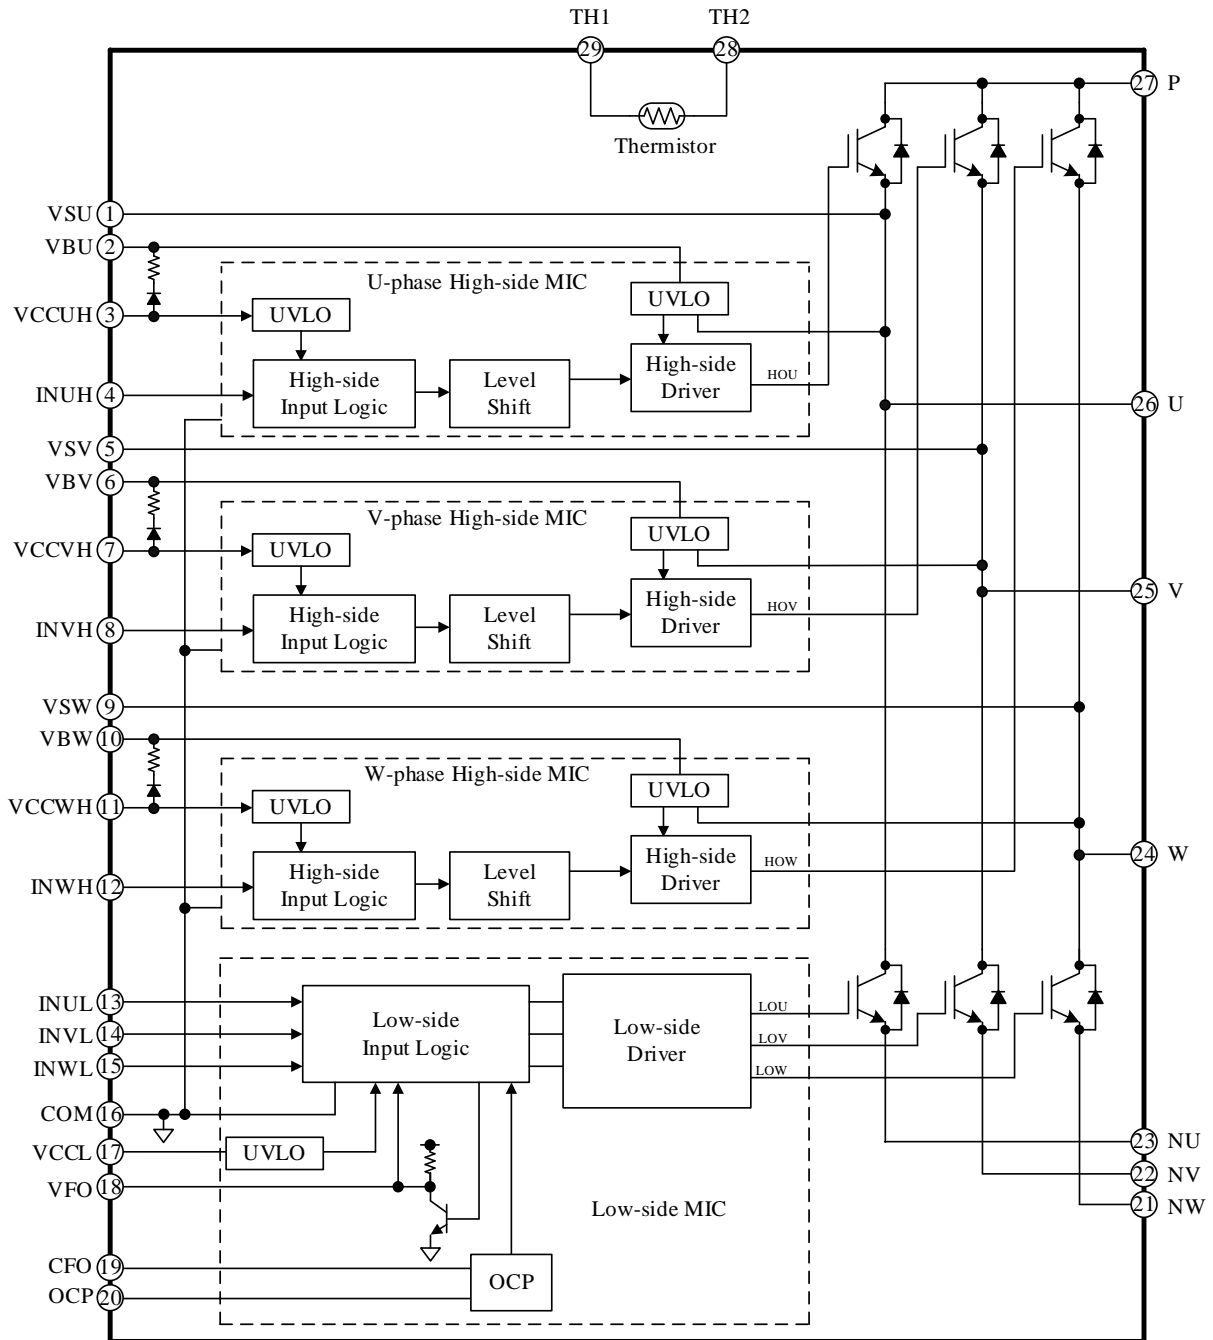 TH1 TH2
29 28
Thermistor
27 P
VSU 1
VBU 2
U-phase High-side MIC
VCCUH 3
UVLO
UVLO
INUH 4
High-side
Input Logic
Level
Shift
High-side
Driver
HOU
26 U
VSV 5
VBV 6
V-phase High-side MIC
VCCVH 7
UVLO
UVLO
INVH 8
High-side
Input Logic
Level
Shift
High-side
Driver
HOV
25 V
VSW 9
VBW 10
W-phase High-side MIC
VCCWH 11
UVLO
UVLO
INWH 12
High-side
Input Logic
Level
Shift
High-side
Driver
HOW
24 W
INUL 13
INVL 14
INWL 15
Low-side
Input Logic
Low-side
Driver
LOU
LOV
LOW
COM 16
VCCL 17
UVLO
VFO 18
Low-side MIC
23 NU
22 NV
21 NW
CFO 19
OCP 20
OCP